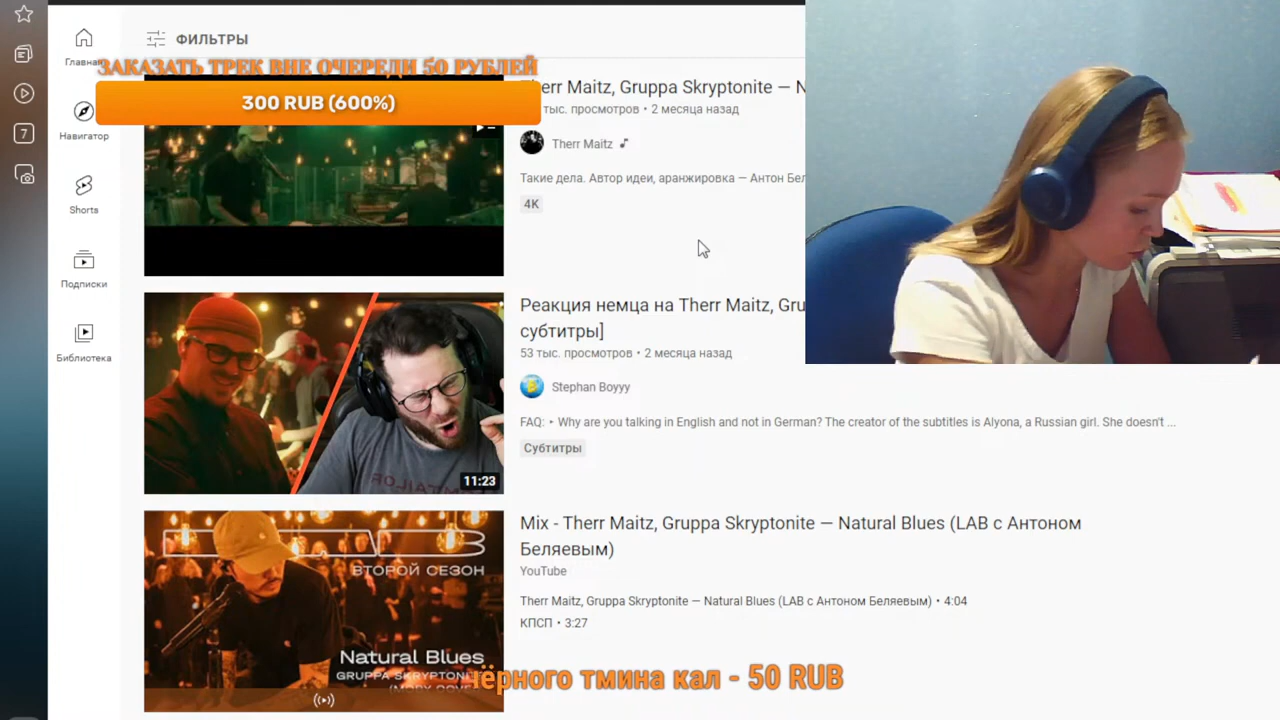 ФИЛЬТРЫ
Главная
ЗАКАЗАТЬ ТРЕК ВНЕ ОЧЕРЕДИ 50 РУБЛЕЙ
300 RUB (600%)
Therr Maitz, Gruppa Skryptonite — N
тыс. просмотров • 2 месяца назад
Therr Maitz
Такие дела. Автор идеи, аранжировка — Антон Бел
4K
7
Навигатор
Shorts
Подписки
Библиотека
Реакция немца на Therr Maitz, Gru
субтитры]
53 тыс. просмотров • 2 месяца назад
Stephan Boyyy
FAQ: ‣ Why are you talking in English and not in German? The creator of the subtitles is Alyona, a Russian girl. She doesn't ...
Субтитры
11:23
Mix - Therr Maitz, Gruppa Skryptonite — Natural Blues (LAB с Антоном
Беляевым)
YouTube
Therr Maitz, Gruppa Skryptonite — Natural Blues (LAB с Антоном Беляевым) • 4:04
КПСП • 3:27
ВТОРОЙ СЕЗОН
Natural Blues
GRUPPA SKRYPTONI
чёрного тмина кал - 50 RUB